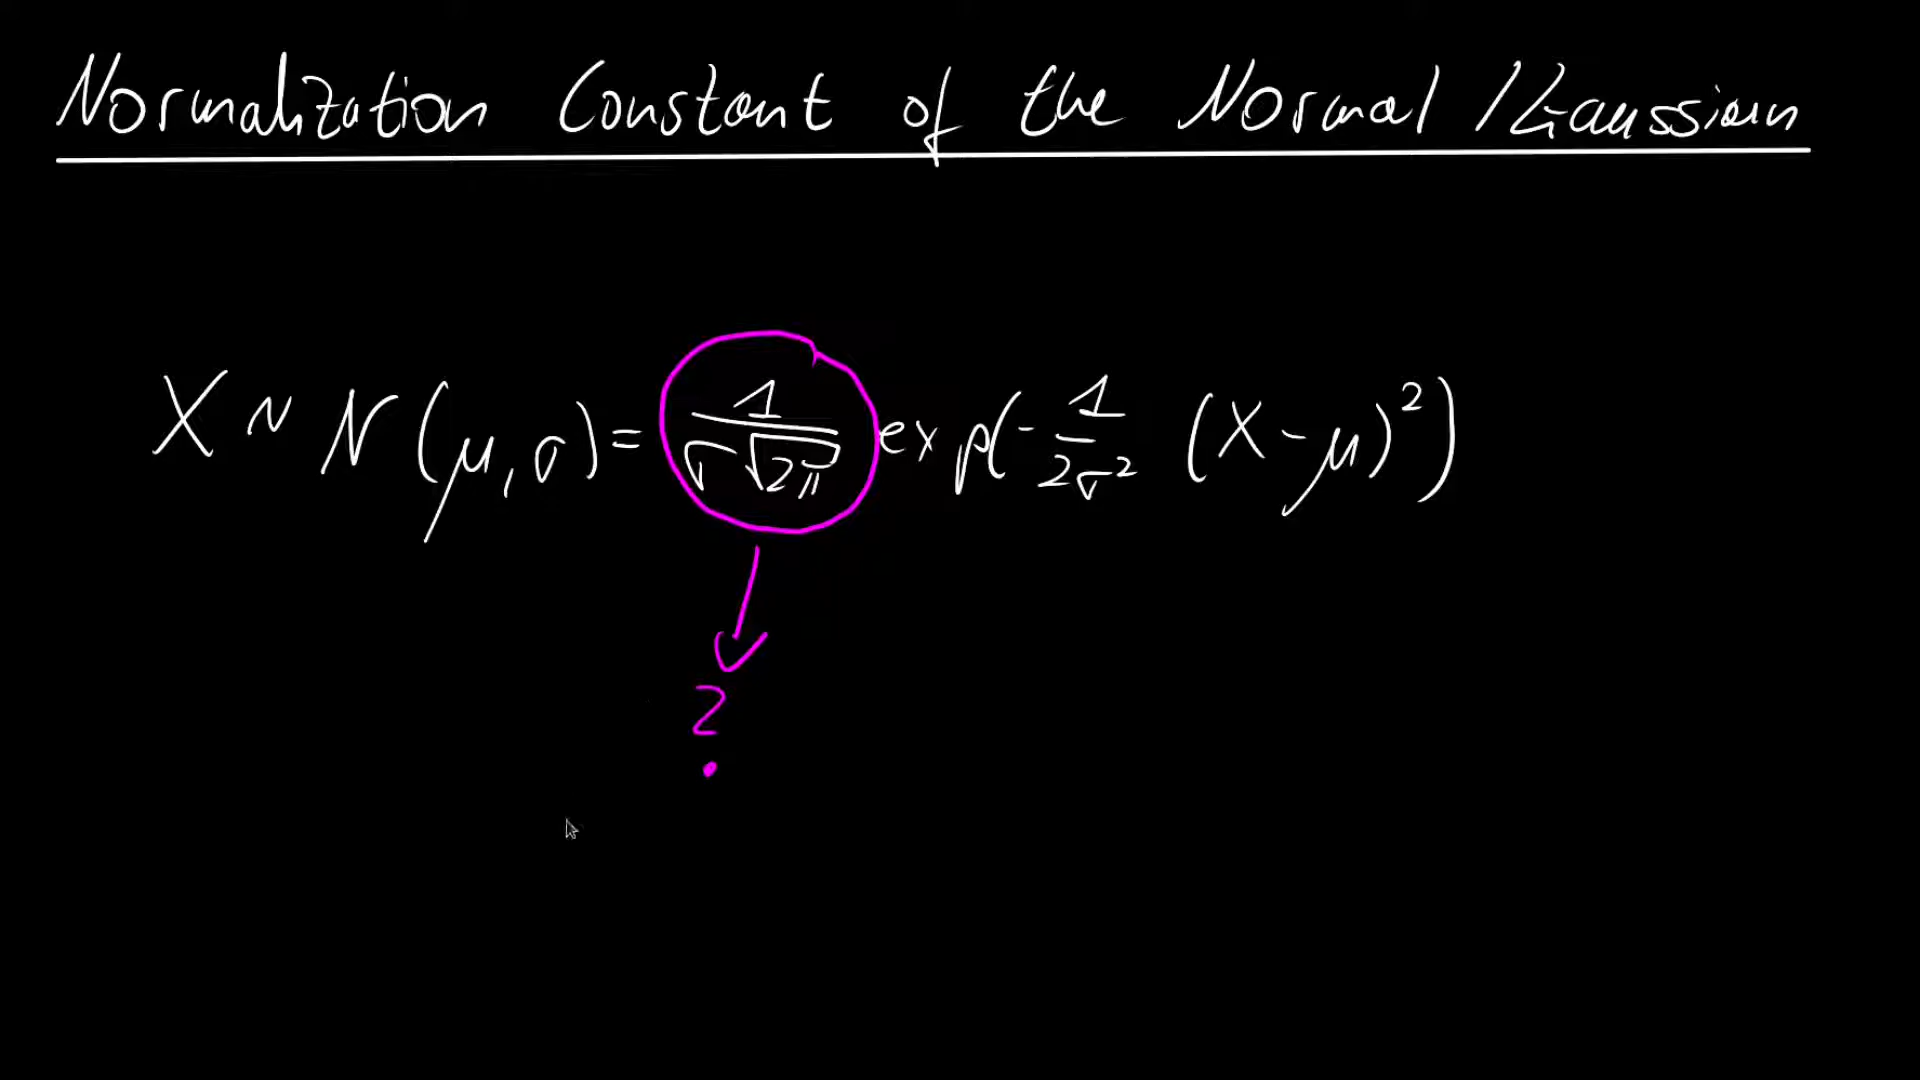 Normalization Constant of the Normal / Gaussian
X ~ N(μ, σ) = 1/(σ√(2π)) exp(-1/(2σ²) (X-μ)²)
?